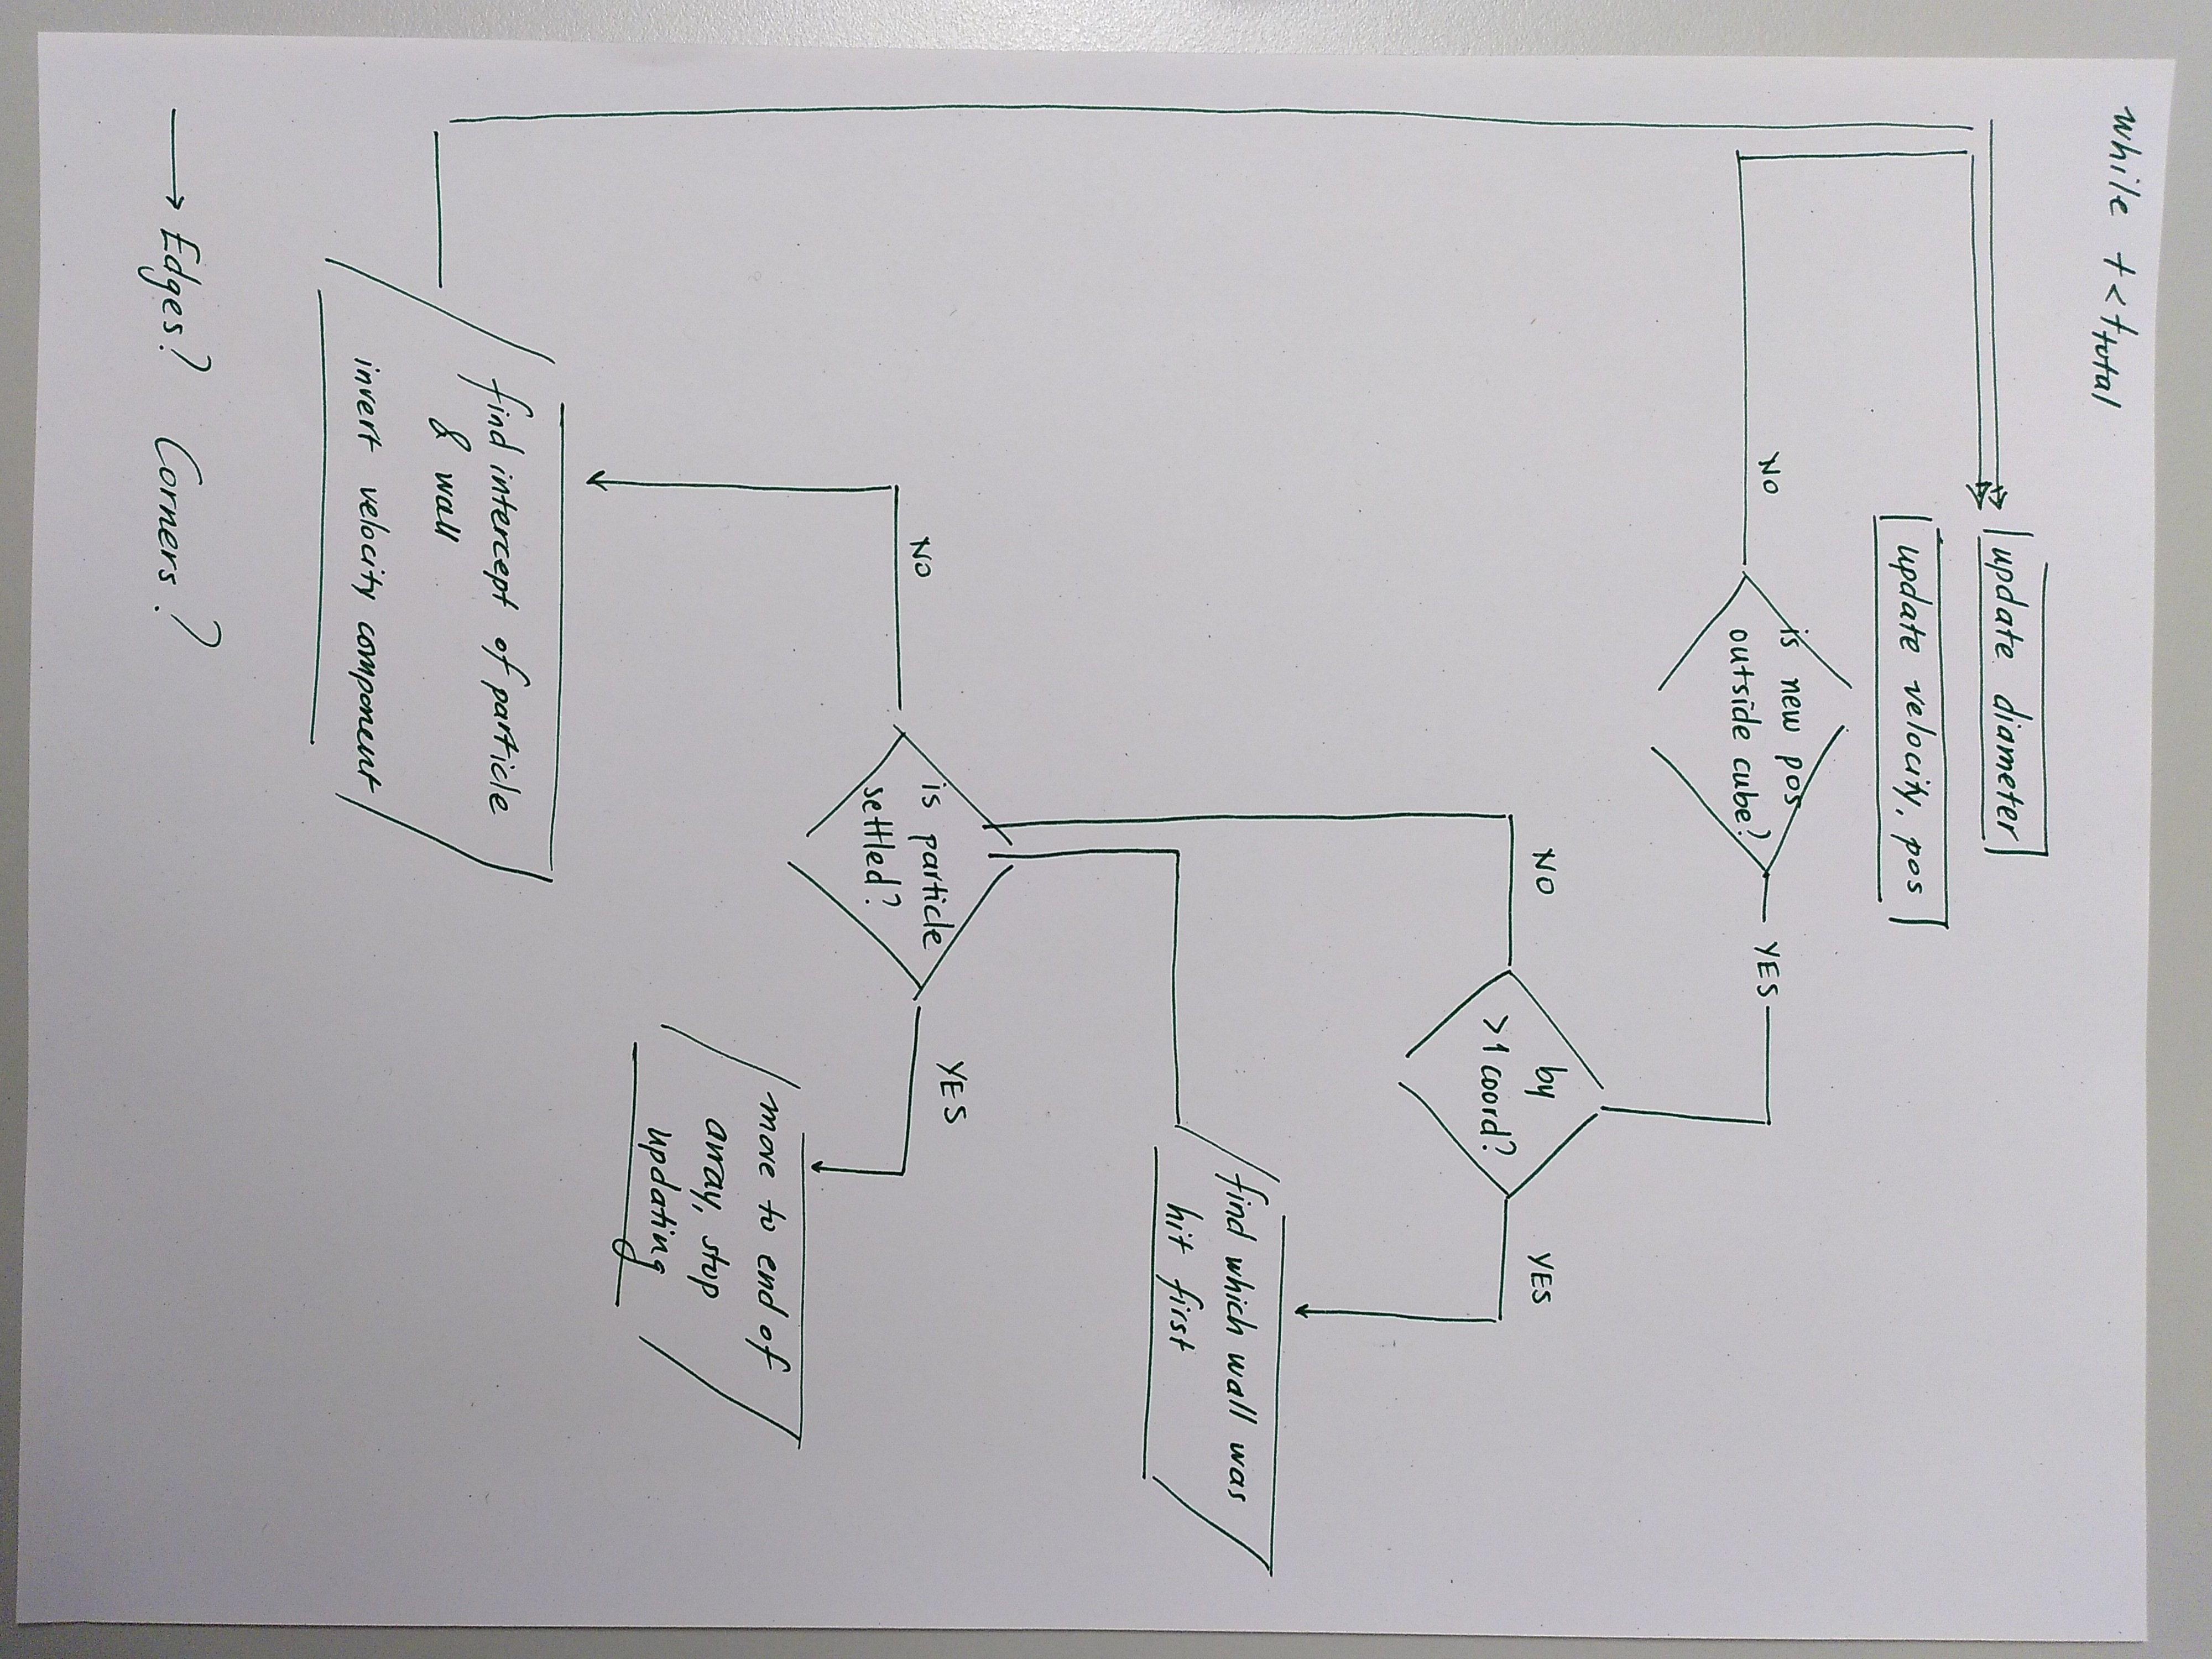 while t < t total
update diameter
update velocity, pos
is new pos
outside cube?
NO
YES
by
>1 coord?
NO
YES
find which wall was
hit first
is particle
settled?
NO
YES
move to end of
array, stop
updating
find intercept of particle
& wall
invert velocity component
→ Edges? Corners?